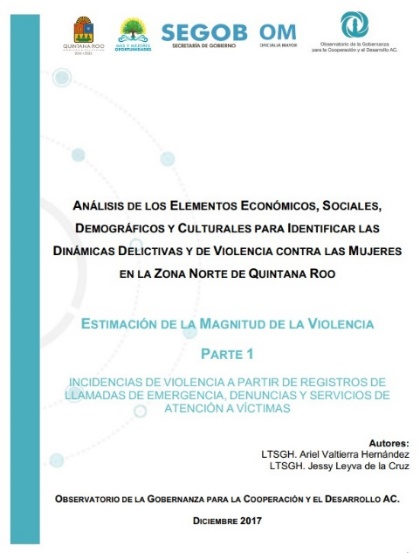 QUINTANA ROO
MÁS Y MEJORES
OPORTUNIDADES
SEGOB
SECRETARÍA DE GOBIERNO
OM
OFICIALÍA MAYOR
Observatorio de la Gobernanza
para la Cooperación y el Desarrollo AC.
ANÁLISIS DE LOS ELEMENTOS ECONÓMICOS, SOCIALES,
DEMOGRÁFICOS Y CULTURALES PARA IDENTIFICAR LAS
DINÁMICAS DELICTIVAS Y DE VIOLENCIA CONTRA LAS MUJERES
EN LA ZONA NORTE DE QUINTANA ROO
ESTIMACIÓN DE LA MAGNITUD DE LA VIOLENCIA
PARTE 1
INCIDENCIAS DE VIOLENCIA A PARTIR DE REGISTROS DE
LLAMADAS DE EMERGENCIA, DENUNCIAS Y SERVICIOS DE
ATENCIÓN A VÍCTIMAS
Autores:
LTSGH. Ariel Valtierra Hernández
LTSGH. Jessy Leyva de la Cruz
OBSERVATORIO DE LA GOBERNANZA PARA LA COOPERACIÓN Y EL DESARROLLO AC.
DICIEMBRE 2017